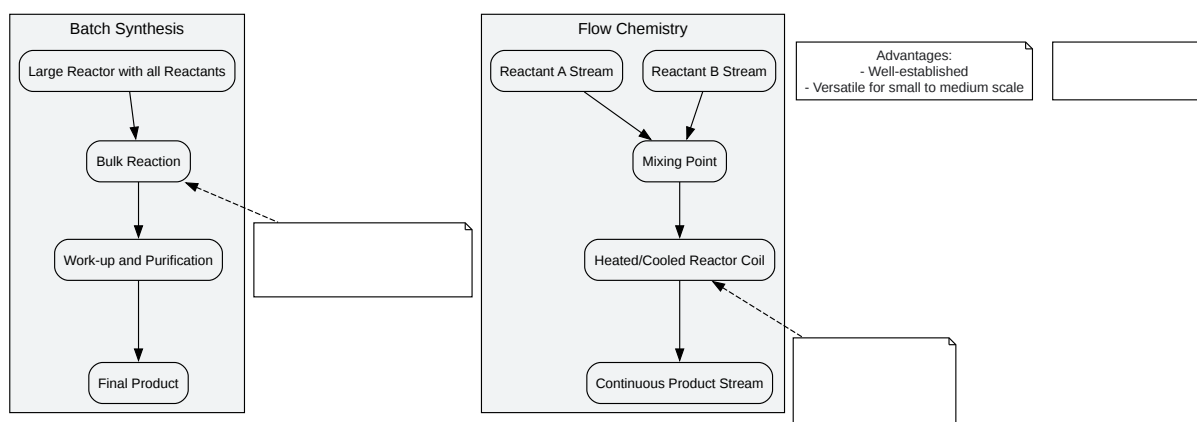 Batch Synthesis
Large Reactor with all Reactants
Bulk Reaction
Work-up and Purification
Final Product
Flow Chemistry
Reactant A Stream
Reactant B Stream
Mixing Point
Heated/Cooled Reactor Coil
Continuous Product Stream
Advantages:
- Well-established
- Versatile for small to medium scale